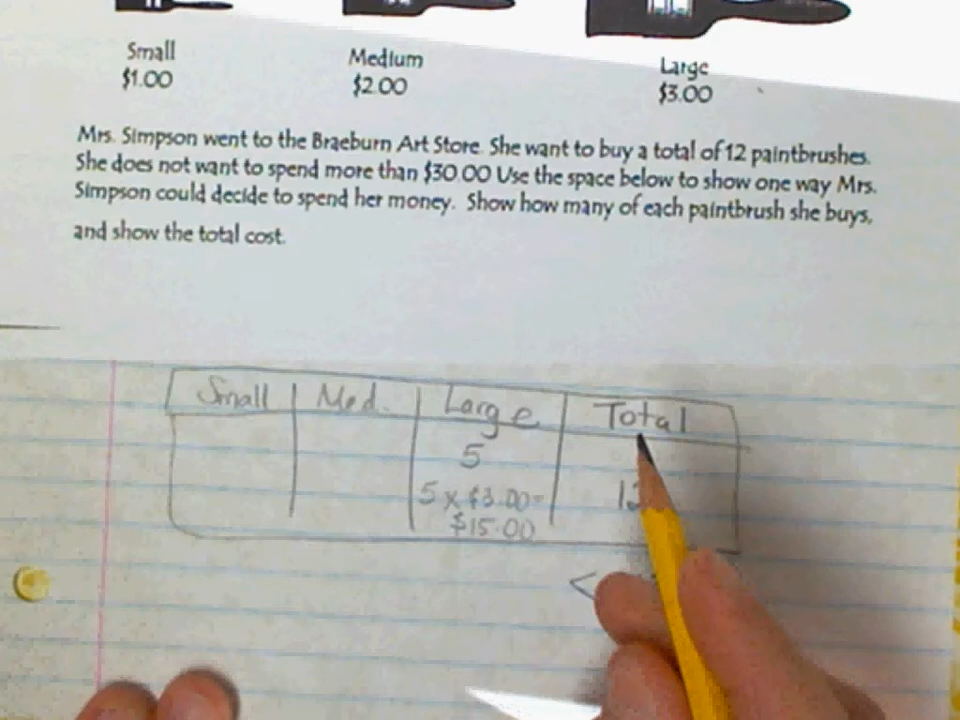 Small
$1.00
Medium
$2.00
Large
$3.00
Mrs. Simpson went to the Braeburn Art Store. She want to buy a total of 12 paintbrushes.
She does not want to spend more than $30.00 Use the space below to show one way Mrs.
Simpson could decide to spend her money. Show how many of each paintbrush she buys,
and show the total cost.
Small Med. Large Total
5
5 x $3.00=
$15.00
<